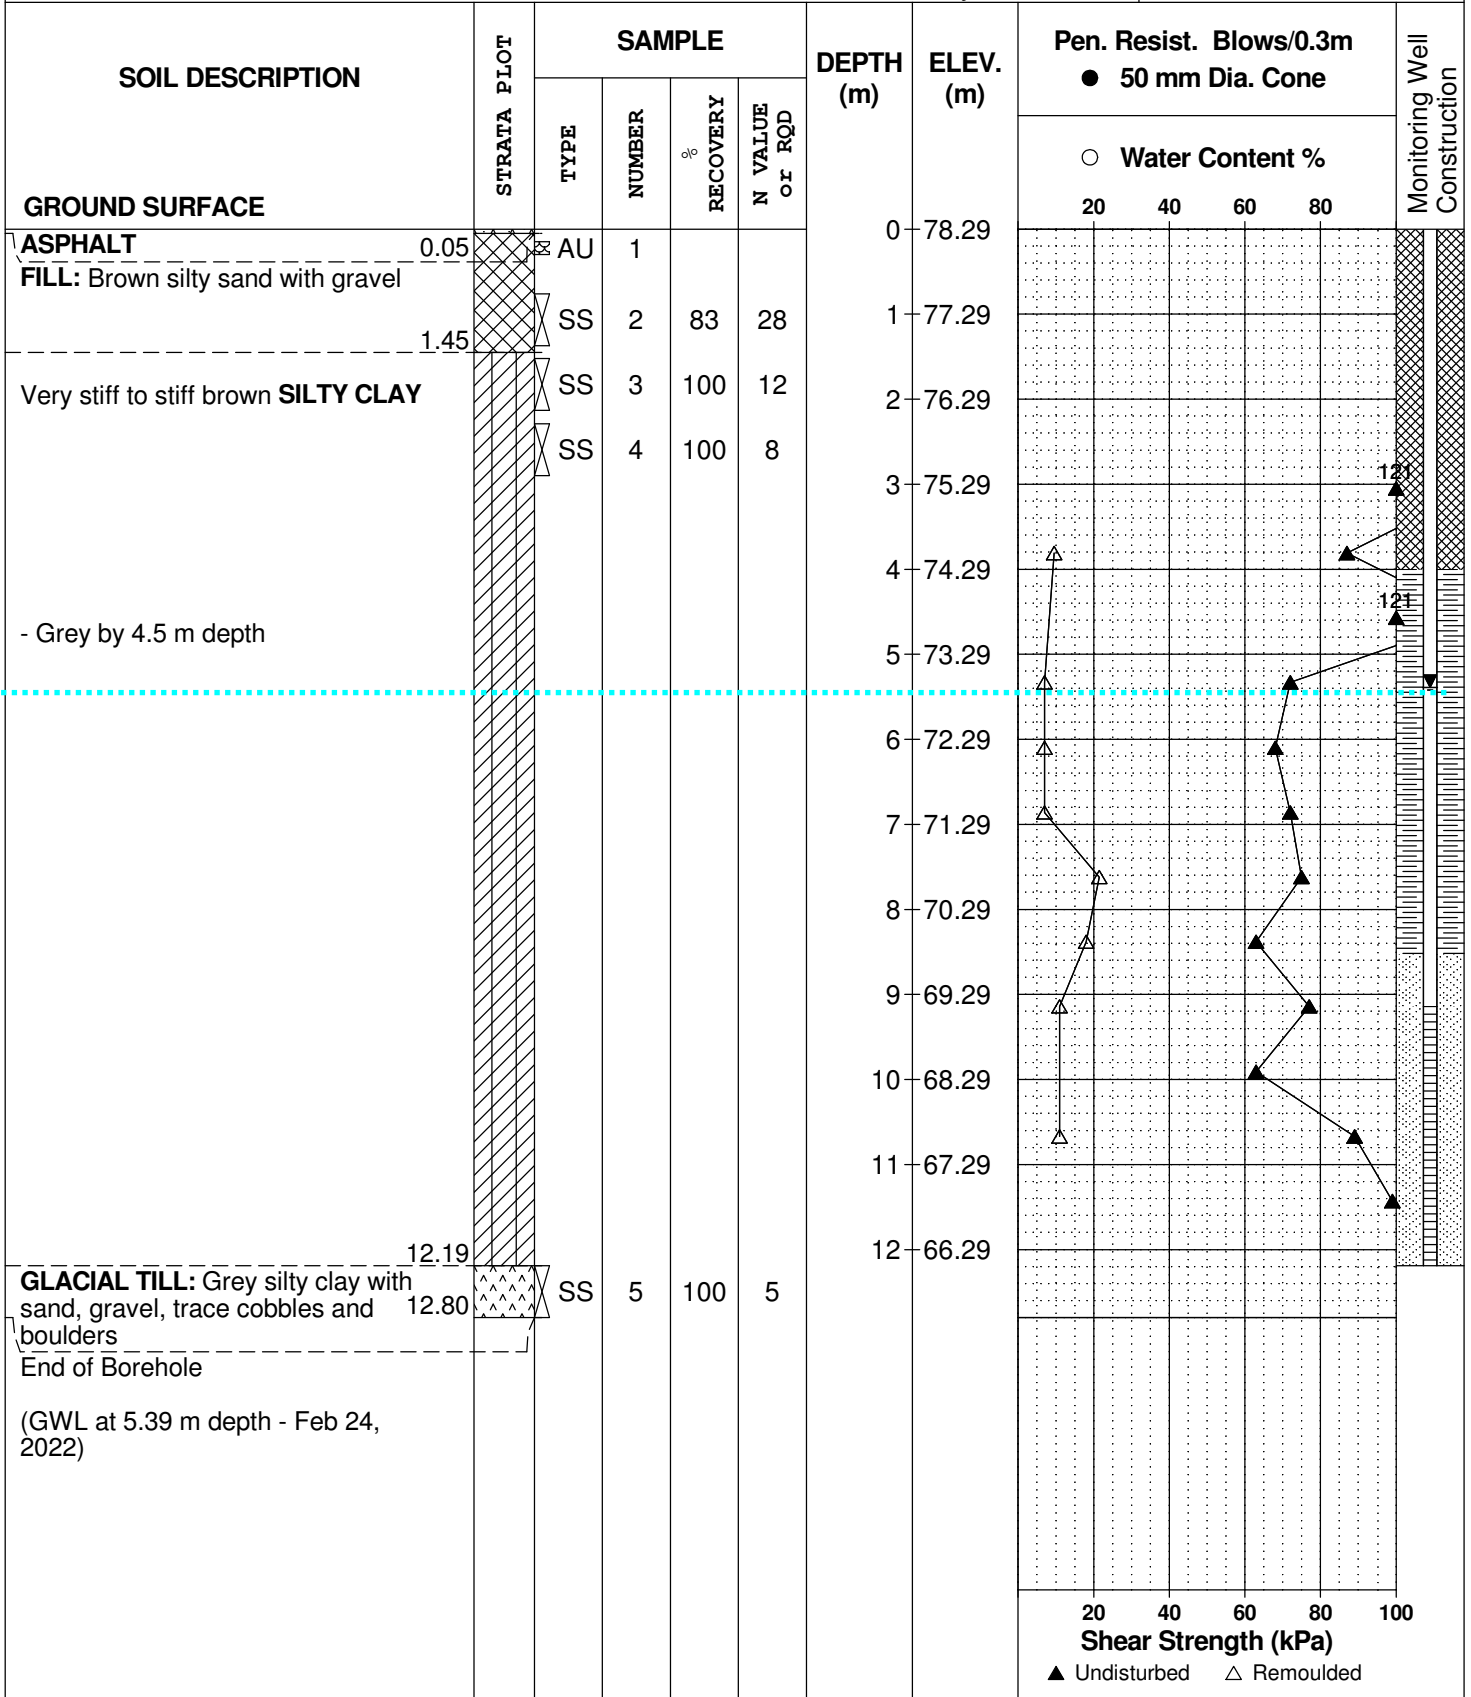 SOIL DESCRIPTION
GROUND SURFACE
STRATA PLOT
SAMPLE
TYPE
NUMBER
% RECOVERY
N VALUE or RQD
DEPTH (m)
ELEV. (m)
Pen. Resist. Blows/0.3m
● 50 mm Dia. Cone
○ Water Content %
20 40 60 80
Monitoring Well Construction
ASPHALT 0.05
AU 1
0 78.29
FILL: Brown silty sand with gravel
SS 2 83 28
1 77.29
1.45
SS 3 100 12
Very stiff to stiff brown SILTY CLAY
2 76.29
SS 4 100 8
121
3 75.29
4 74.29
121
- Grey by 4.5 m depth
5 73.29
6 72.29
7 71.29
8 70.29
9 69.29
10 68.29
11 67.29
12 66.29
12.19
GLACIAL TILL: Grey silty clay with
sand, gravel, trace cobbles and 12.80
boulders
SS 5 100 5
End of Borehole
(GWL at 5.39 m depth - Feb 24,
2022)
20 40 60 80 100
Shear Strength (kPa)
▲ Undisturbed △ Remoulded